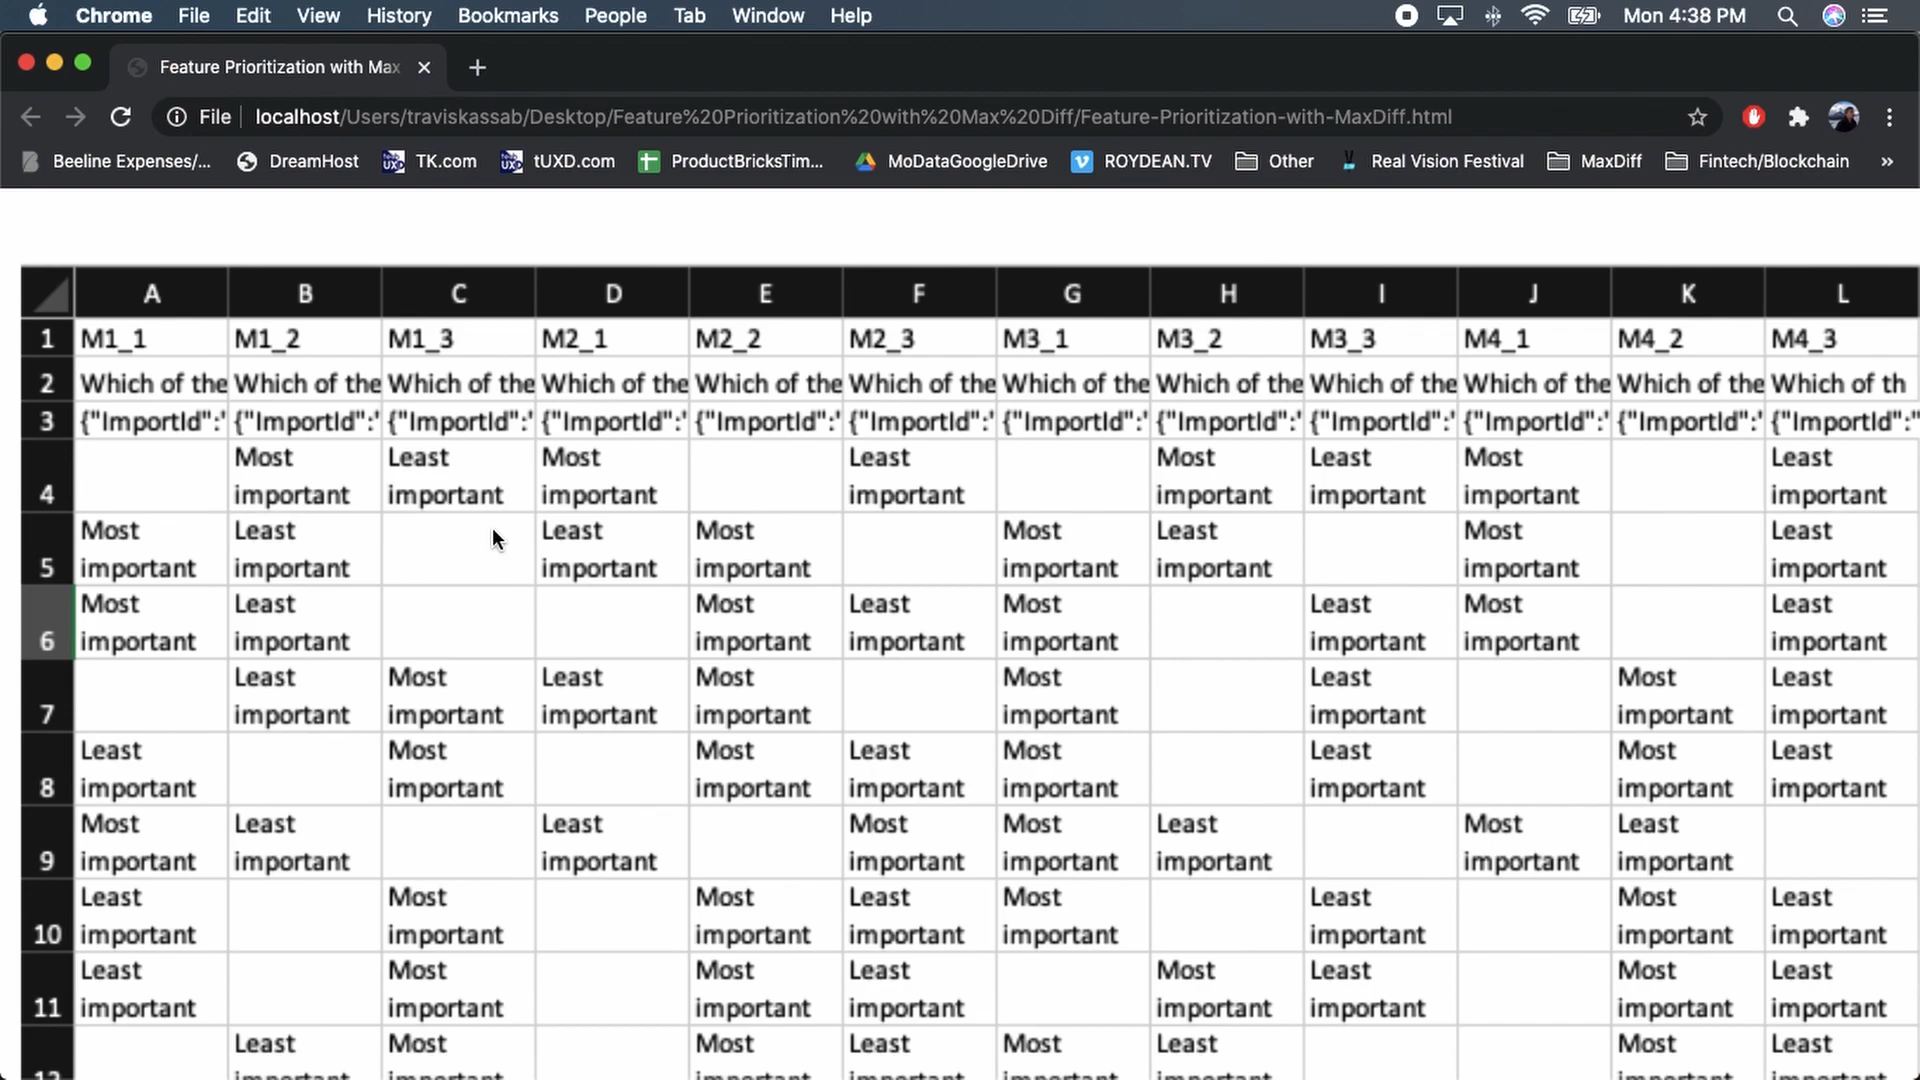 Chrome File Edit View History Bookmarks People Tab Window Help Mon 4:38 PM
Feature Prioritization with Max
File localhost/Users/traviskassab/Desktop/Feature%20Prioritization%20with%20Max%20Diff/Feature-Prioritization-with-MaxDiff.html
Beeline Expenses/... DreamHost TK.com tUXD.com ProductBricksTim... MoDataGoogleDrive ROYDEAN.TV Other Real Vision Festival MaxDiff Fintech/Blockchain »
A B C D E F G H I J K L
1 M1_1 M1_2 M1_3 M2_1 M2_2 M2_3 M3_1 M3_2 M3_3 M4_1 M4_2 M4_3
2 Which of the Which of the Which of the Which of the Which of the Which of the Which of the Which of the Which of the Which of the Which of the Which of th
3 {"ImportId":' {"ImportId":' {"ImportId":' {"ImportId":' {"ImportId":' {"ImportId":' {"ImportId":' {"ImportId":' {"ImportId":' {"ImportId":' {"ImportId":' {"ImportId":"
Most Least Most Least Most Least Most Least
4 important important important important important important important important
Most Least Least Most Most Least Most Least
5 important important important important important important important important
Most Least Most Least Most Least Most Least
6 important important important important important important important important
Least Most Least Most Most Least Most Least
7 important important important important important important important important
Least Most Most Least Most Least Most Least
8 important important important important important important important important
Most Least Least Most Most Least Most Least
9 important important important important important important important important
Least Most Most Least Most Least Most Least
10 important important important important important important important important
Least Most Most Least Most Least Most Least
11 important important important important important important important important
Least Most Most Least Most Least Most Least